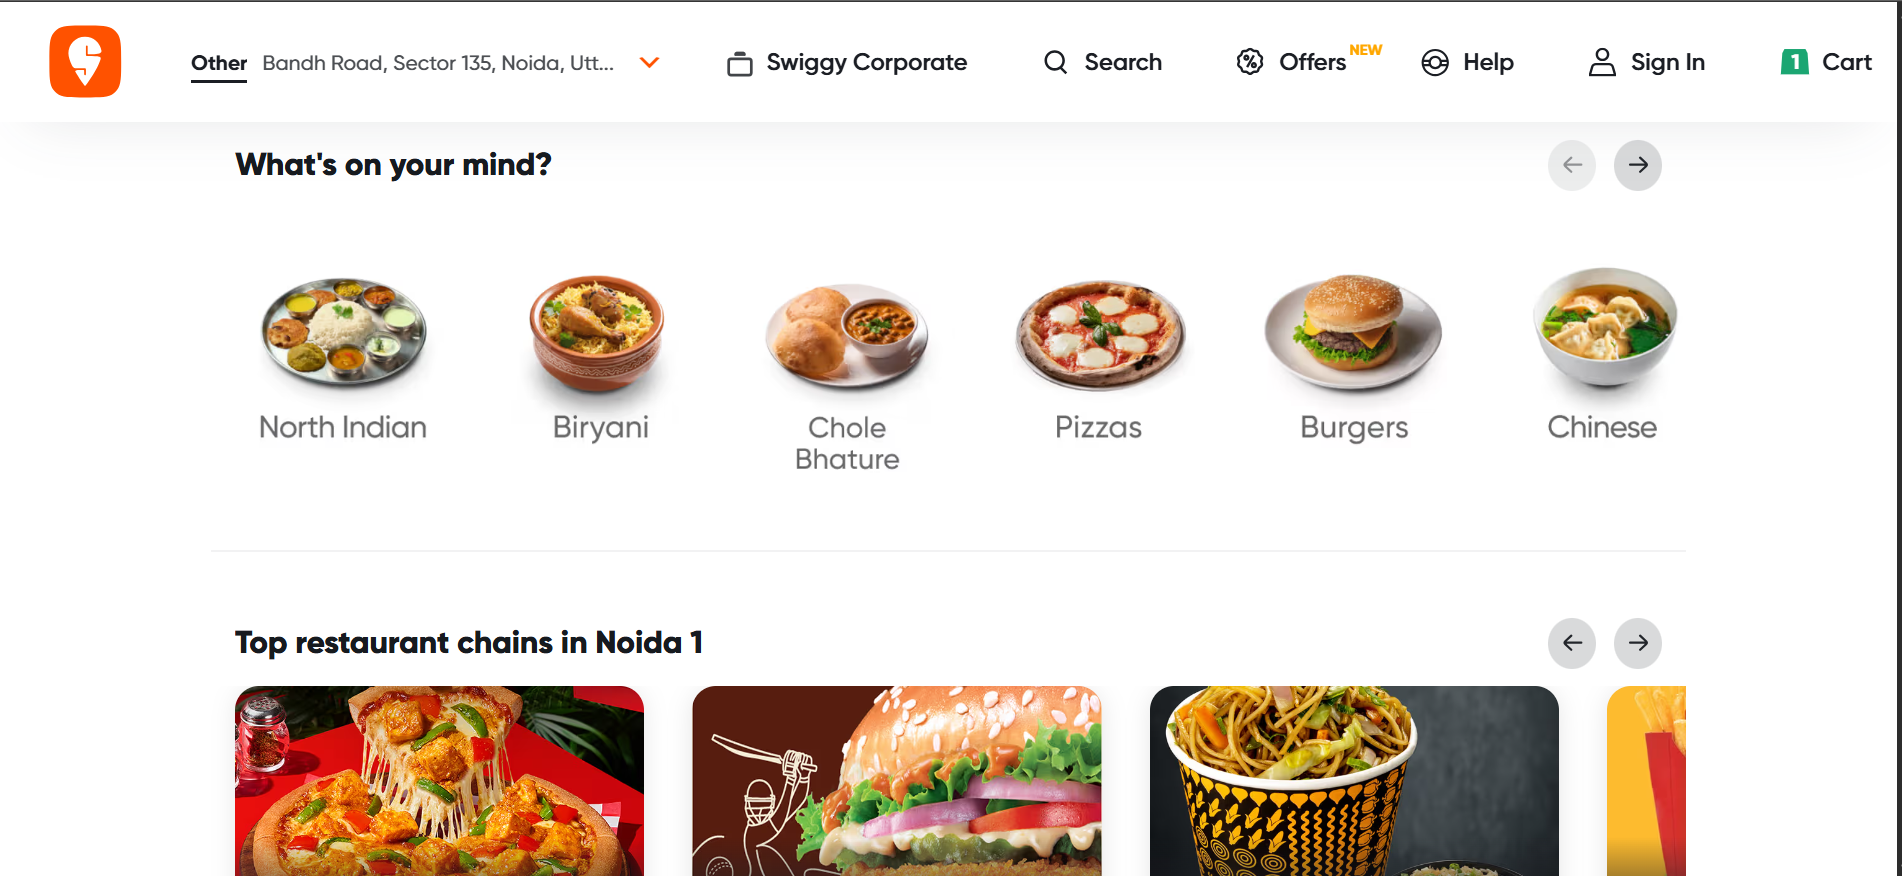 Other Bandh Road, Sector 135, Noida, Utt... Swiggy Corporate Search Offers NEW Help Sign In 1 Cart
What's on your mind?
North Indian Biryani Chole Bhature Pizzas Burgers Chinese
Top restaurant chains in Noida 1